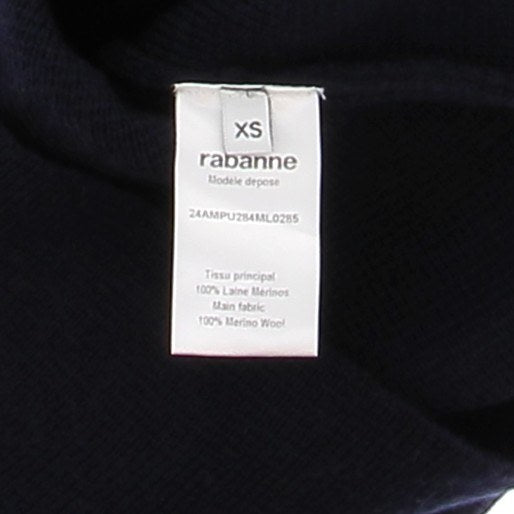 XS
rabanne
Modele depose
24AMPU284ML0285
Tissu principal
100% Laine Merinos
Main fabric
100% Merino Wool